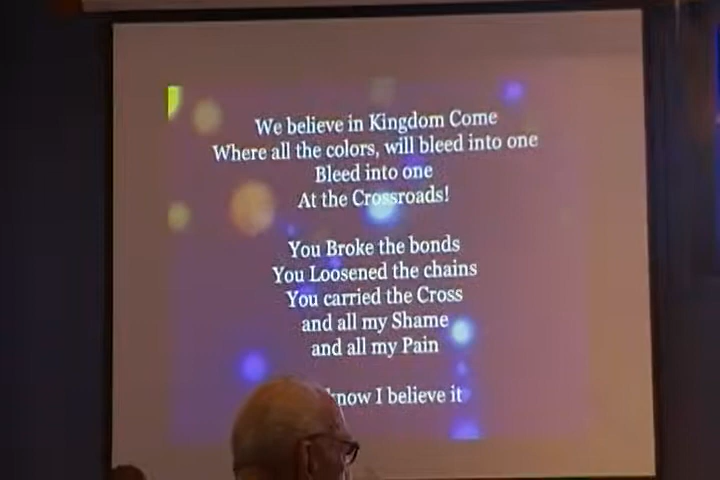 We believe in Kingdom Come
Where all the colors, will bleed into one
Bleed into one
At the Crossroads!
You Broke the bonds
You Loosened the chains
You carried the Cross
and all my Shame
and all my Pain
know I believe it